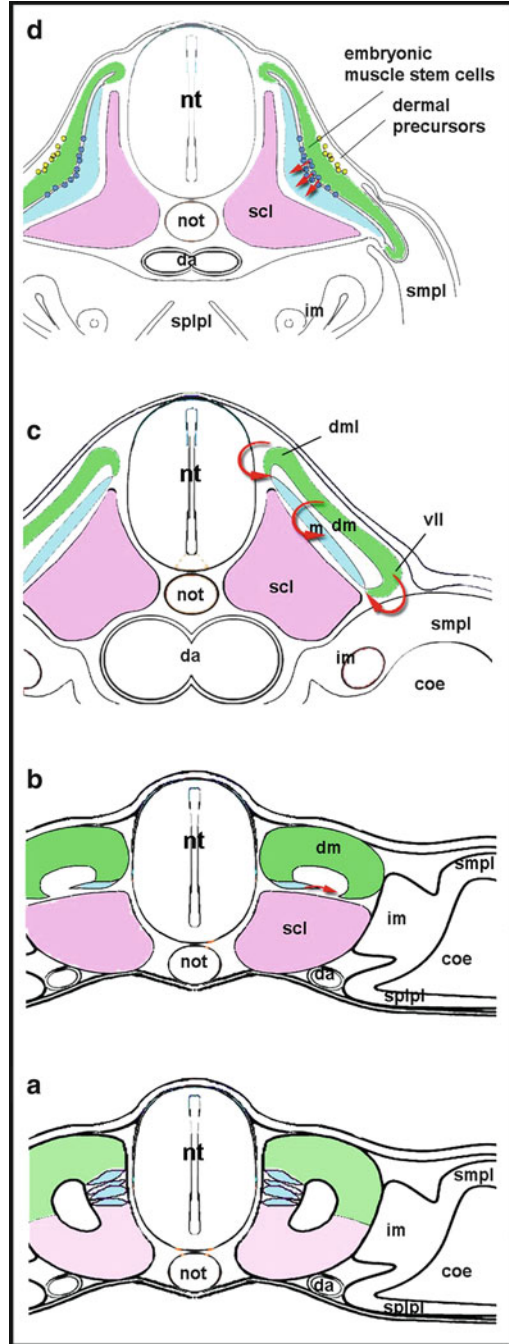 d
embryonic
muscle stem cells
dermal
precursors
nt
scl
not
da
smpl
splpl
im
c
dml
nt
m dm
vll
scl
not
smpl
da
im
coe
b
nt
dm
smpl
scl
im
not
da
coe
splpl
a
nt
smpl
im
not
da
coe
splpl